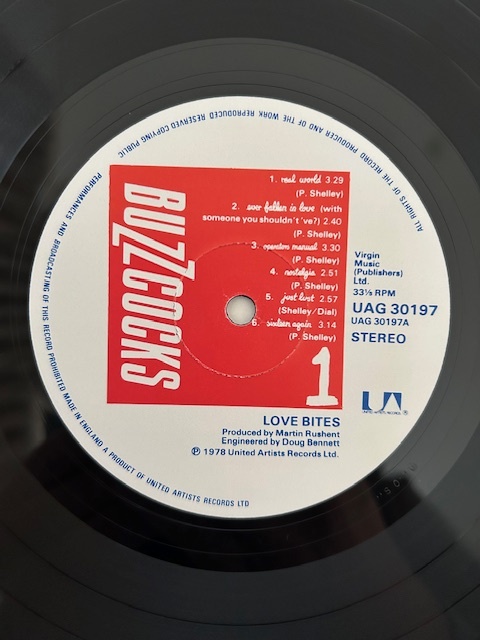 ALL RIGHTS OF THE RECORD PRODUCER AND OF THE WORK REPRODUCED RESERVED COPYING PUBLIC
PERFORMANCES AND BROADCASTING OF THIS RECORD PROHIBITED MADE IN ENGLAND A PRODUCT OF UNITED ARTISTS RECORDS LTD
BUZZCOCKS
1. real world 3.29
(P. Shelley)
2. ever fallen in love (with
someone you shouldn't 've?) 2.40
(P. Shelley)
3. operators manual 3.30
(P. Shelley)
4. nostalgia 2.51
(P. Shelley)
5. just lust 2.57
(Shelley/Dial)
6. sixteen again 3.14
(P. Shelley)
1
Virgin
Music
(Publishers)
Ltd.
33⅓ RPM
UAG 30197
UAG 30197A
STEREO
UA
UNITED ARTISTS RECORDS ®
LOVE BITES
Produced by Martin Rushent
Engineered by Doug Bennett
℗ 1978 United Artists Records Ltd.